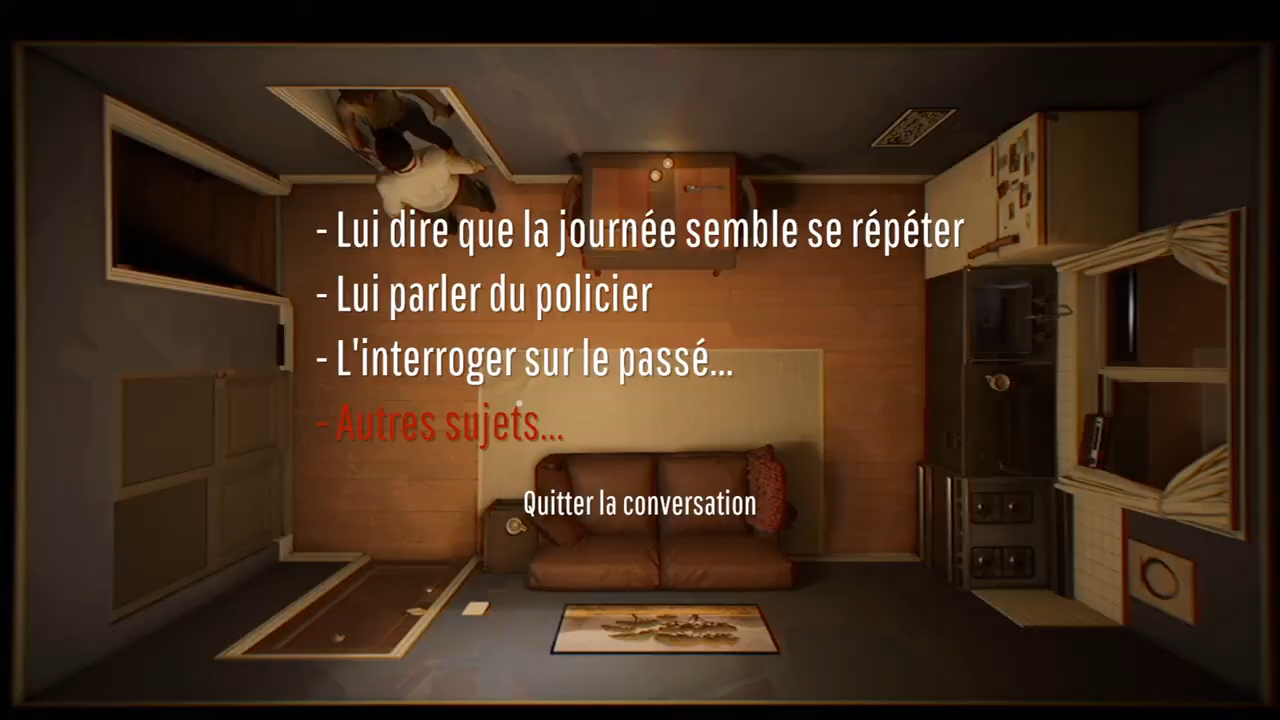 - Lui dire que la journée semble se répéter
- Lui parler du policier
- L'interroger sur le passé...
- Autres sujets...
Quitter la conversation